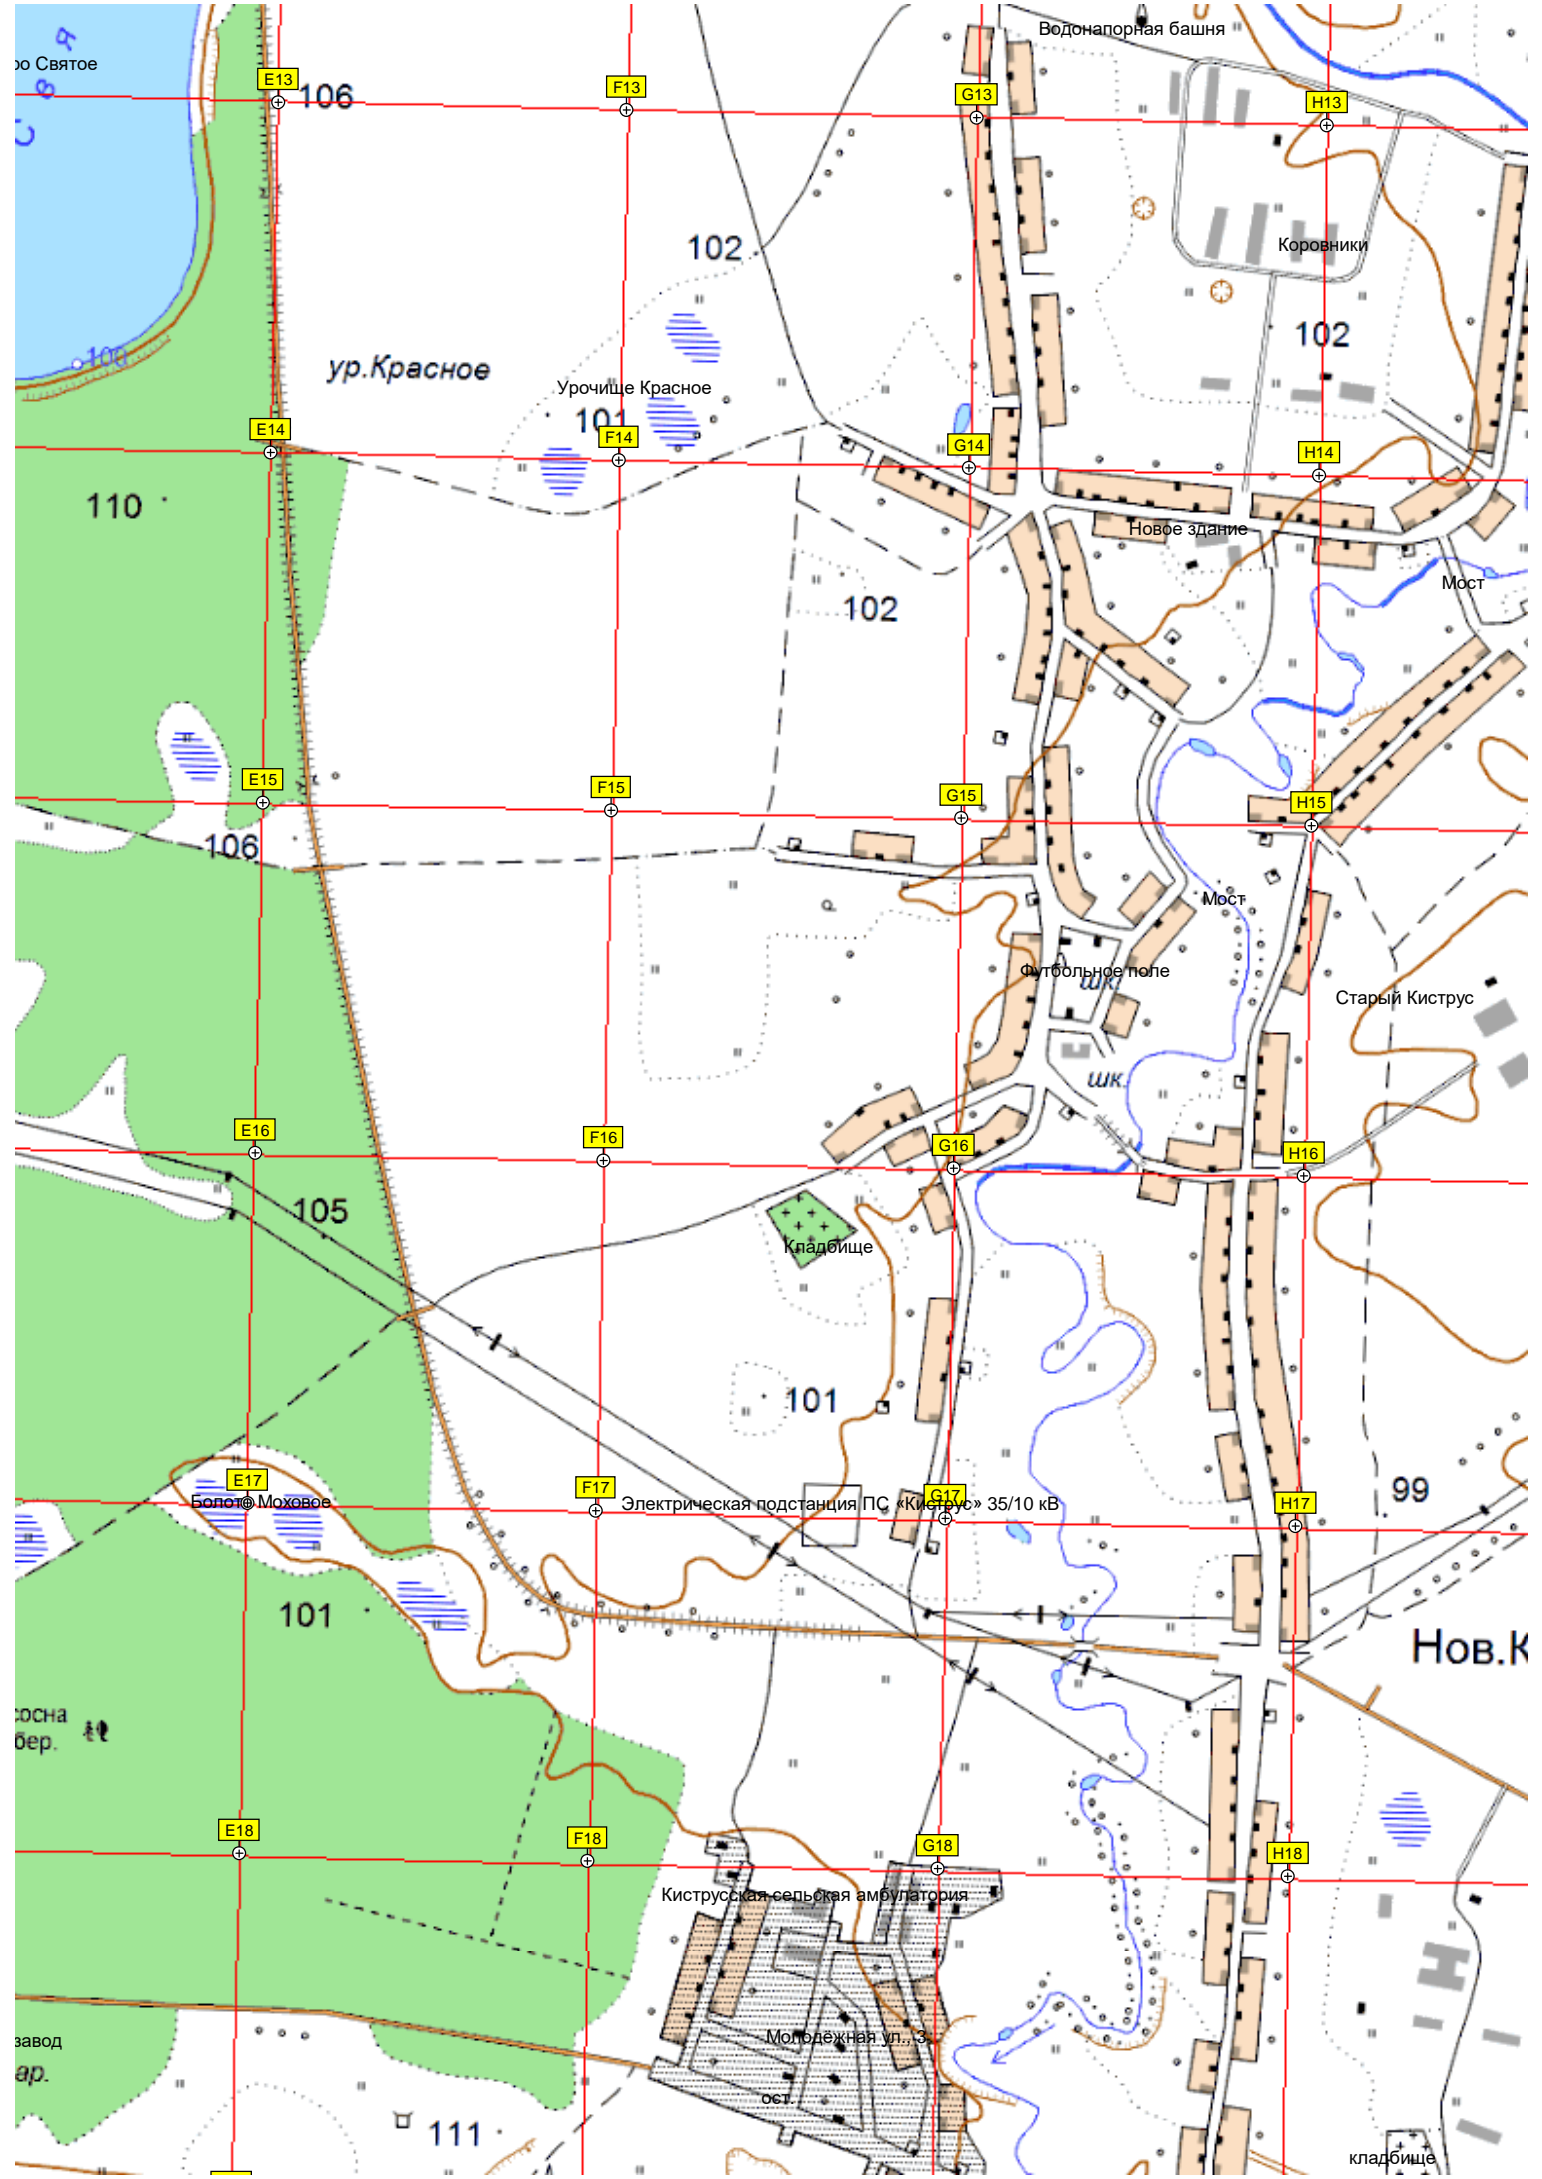 Водонапорная башня
ро Святое
С в я
E13
106
F13
G13
H13
102
Коровники
102
100
ур.Красное
Урочище Красное
101
E14
F14
G14
H14
110
Новое здание
Мост
102
E15
F15
G15
H15
106
Мост
Футбольное поле
шк.
Старый Киструс
шк.
E16
F16
G16
H16
105
Кладбище
101
E17
F17
G17
H17
99
Болото Моховое
Электрическая подстанция ПС «Киструс» 35/10 кВ
101
Нов.К
сосна
бер.
E18
F18
G18
H18
Киструсская сельская амбулатория
Молодёжная ул., 3
завод
ар.
ост.
111
кладбище